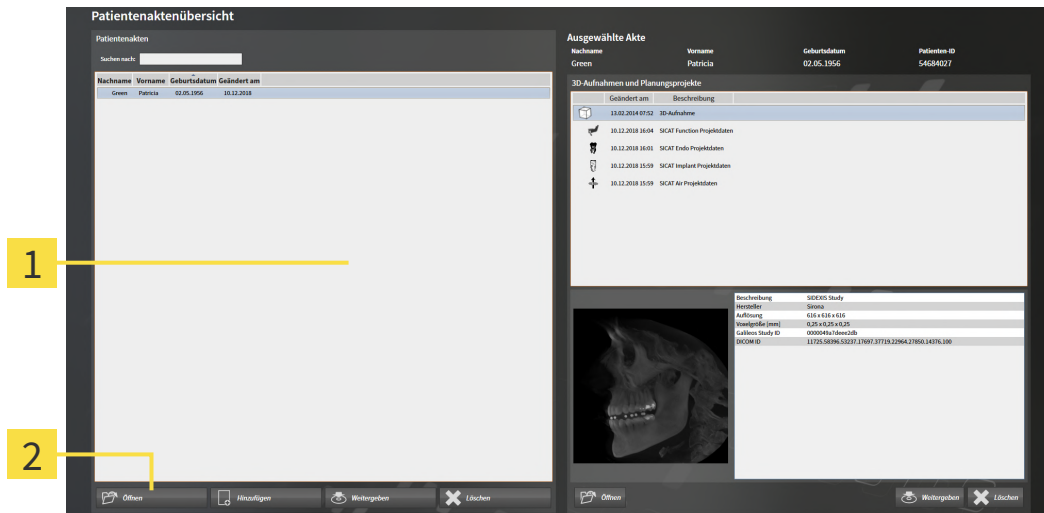 Patientenaktenübersicht
Patientenakten
Suchen nach:
Nachname Vorname Geburtsdatum Geändert am
Green Patricia 02.05.1956 10.12.2018
1
2
Öffnen Hinzufügen Weitergeben Löschen
Ausgewählte Akte
Nachname Vorname Geburtsdatum Patienten-ID
Green Patricia 02.05.1956 54684027
3D-Aufnahmen und Planungsprojekte
Geändert am Beschreibung
13.02.2014 07:52 3D-Aufnahme
10.12.2018 16:04 SICAT Function Projektdaten
10.12.2018 16:01 SICAT Endo Projektdaten
10.12.2018 15:59 SICAT Implant Projektdaten
10.12.2018 15:59 SICAT Air Projektdaten
Beschreibung SIDEXIS Study
Hersteller Sirona
Auflösung 616 x 616 x 616
Voxelgröße [mm] 0,25 x 0,25 x 0,25
Galileos Study ID 0000049a7deee2db
DICOM ID 11725.58396.53237.17697.37719.22964.27850.14376.100
Öffnen Weitergeben Löschen